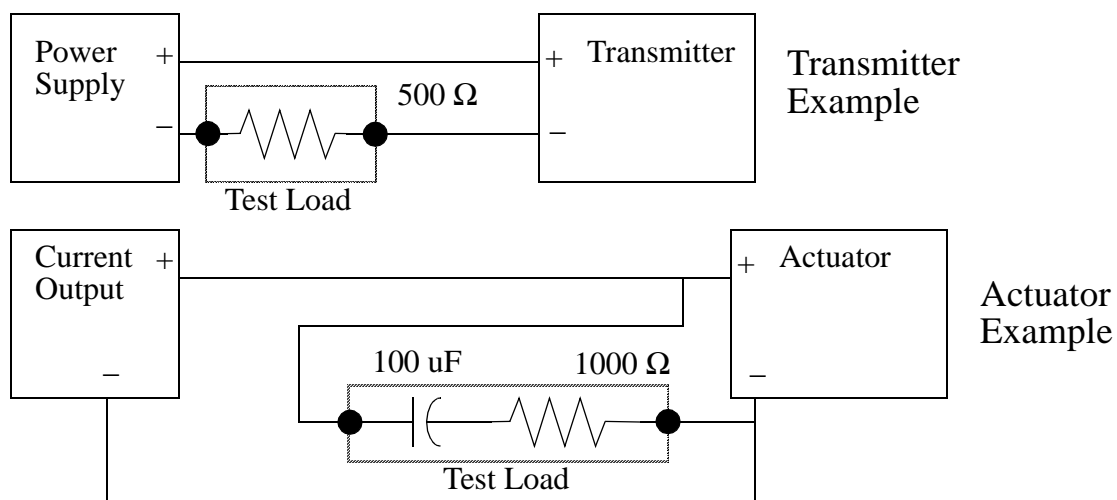 Power
Supply
+
−
500 Ω
Test Load
+
−
Transmitter
Transmitter
Example
Current
Output
+
−
100 uF
1000 Ω
Test Load
+
−
Actuator
Actuator
Example